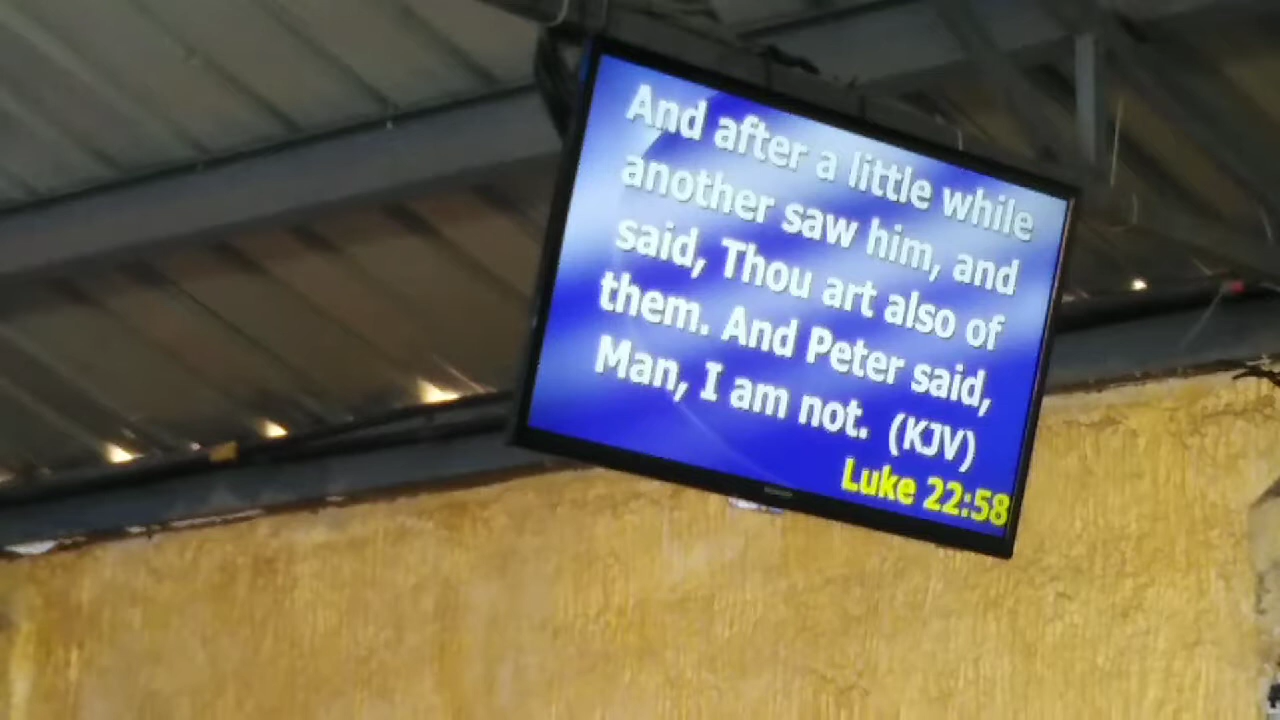 And after a little while
another saw him, and
said, Thou art also of
them. And Peter said,
Man, I am not. (KJV)
Luke 22:58